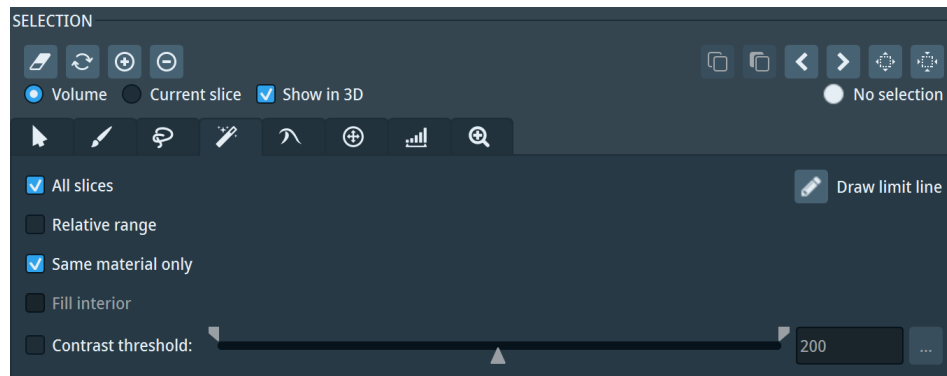 SELECTION
Volume Current slice Show in 3D No selection
All slices Draw limit line
Relative range
Same material only
Fill interior
Contrast threshold: 200 ...